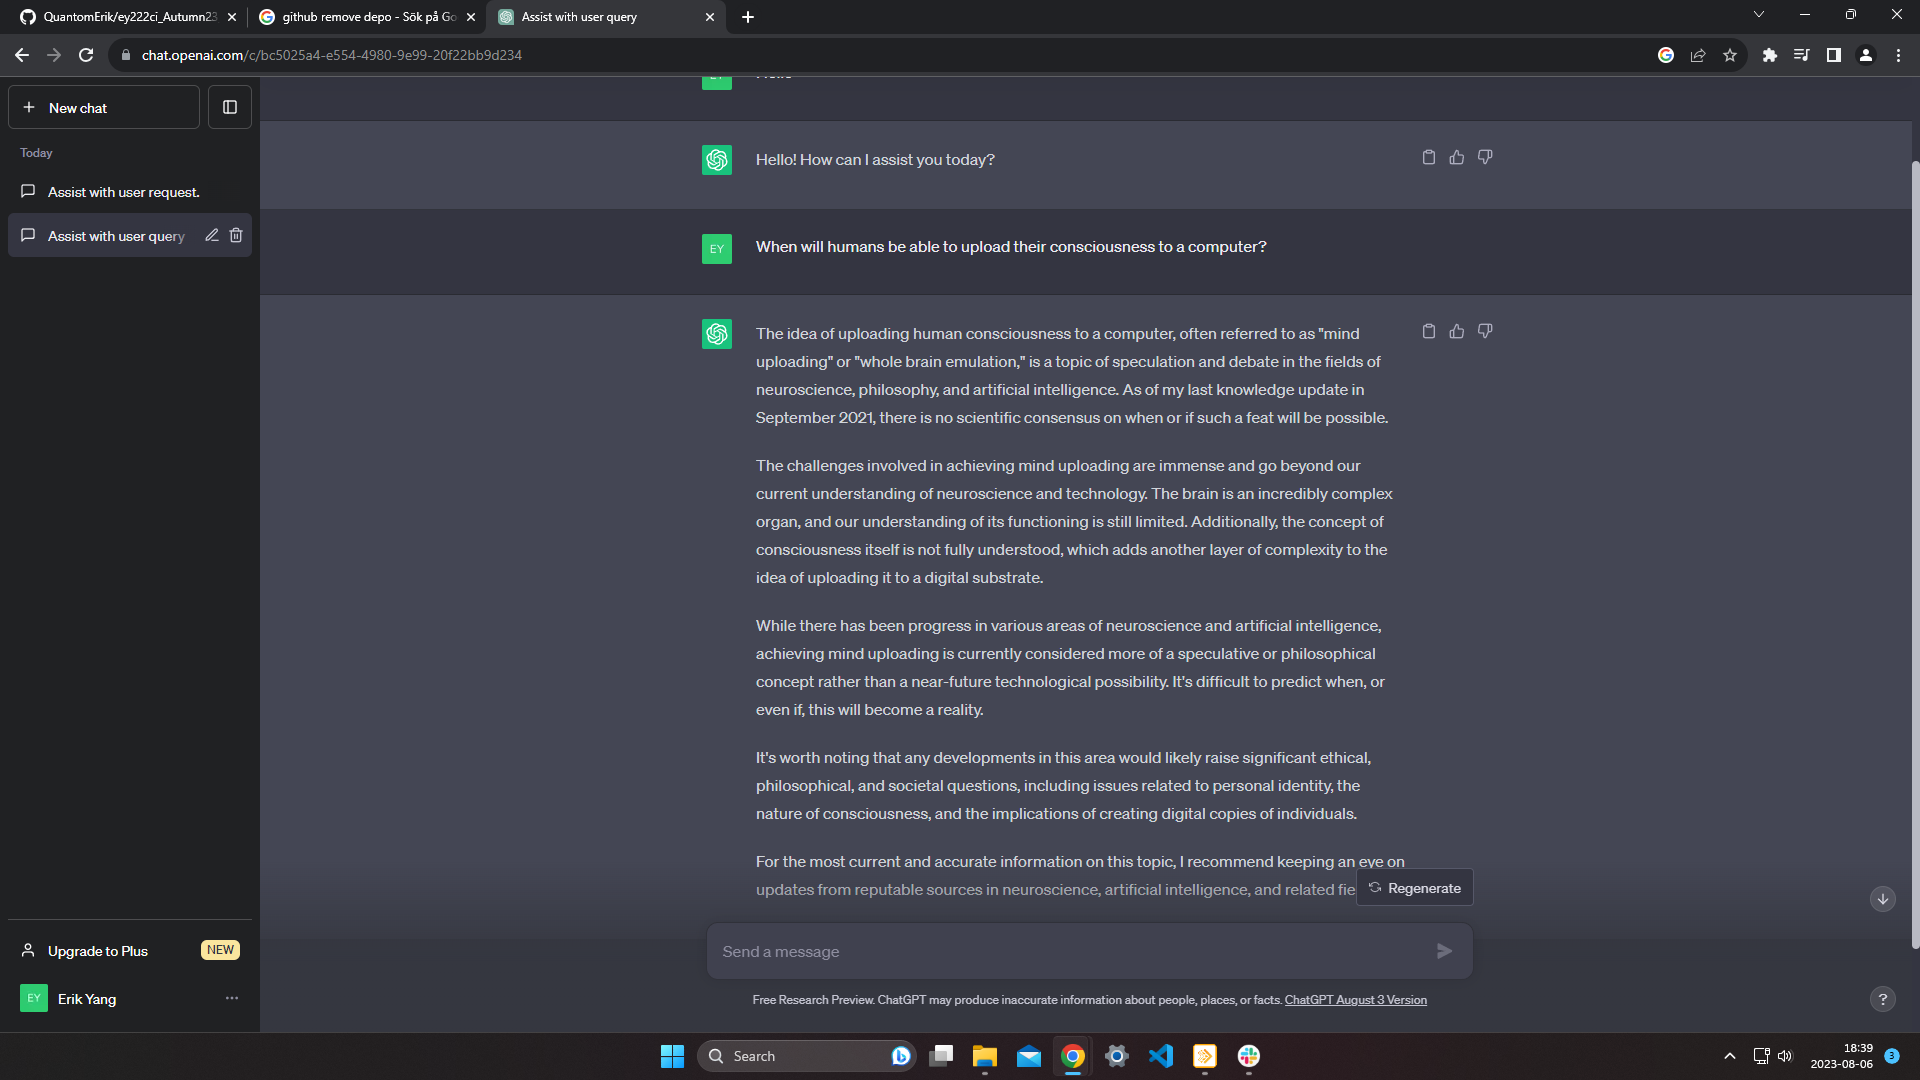 QuantomErik/ey222ci_Autumn23
github remove depo - Sök på Go
Assist with user query
chat.openai.com/c/bc5025a4-e554-4980-9e99-20f22bb9d234
New chat
Today
Assist with user request.
Assist with user query
Hello! How can I assist you today?
EY
When will humans be able to upload their consciousness to a computer?
The idea of uploading human consciousness to a computer, often referred to as "mind
uploading" or "whole brain emulation," is a topic of speculation and debate in the fields of
neuroscience, philosophy, and artificial intelligence. As of my last knowledge update in
September 2021, there is no scientific consensus on when or if such a feat will be possible.
The challenges involved in achieving mind uploading are immense and go beyond our
current understanding of neuroscience and technology. The brain is an incredibly complex
organ, and our understanding of its functioning is still limited. Additionally, the concept of
consciousness itself is not fully understood, which adds another layer of complexity to the
idea of uploading it to a digital substrate.
While there has been progress in various areas of neuroscience and artificial intelligence,
achieving mind uploading is currently considered more of a speculative or philosophical
concept rather than a near-future technological possibility. It's difficult to predict when, or
even if, this will become a reality.
It's worth noting that any developments in this area would likely raise significant ethical,
philosophical, and societal questions, including issues related to personal identity, the
nature of consciousness, and the implications of creating digital copies of individuals.
For the most current and accurate information on this topic, I recommend keeping an eye on
updates from reputable sources in neuroscience, artificial intelligence, and related fie
Regenerate
Send a message
Free Research Preview. ChatGPT may produce inaccurate information about people, places, or facts. ChatGPT August 3 Version
?
Upgrade to Plus NEW
EY Erik Yang
Search
18:39
2023-08-06
3